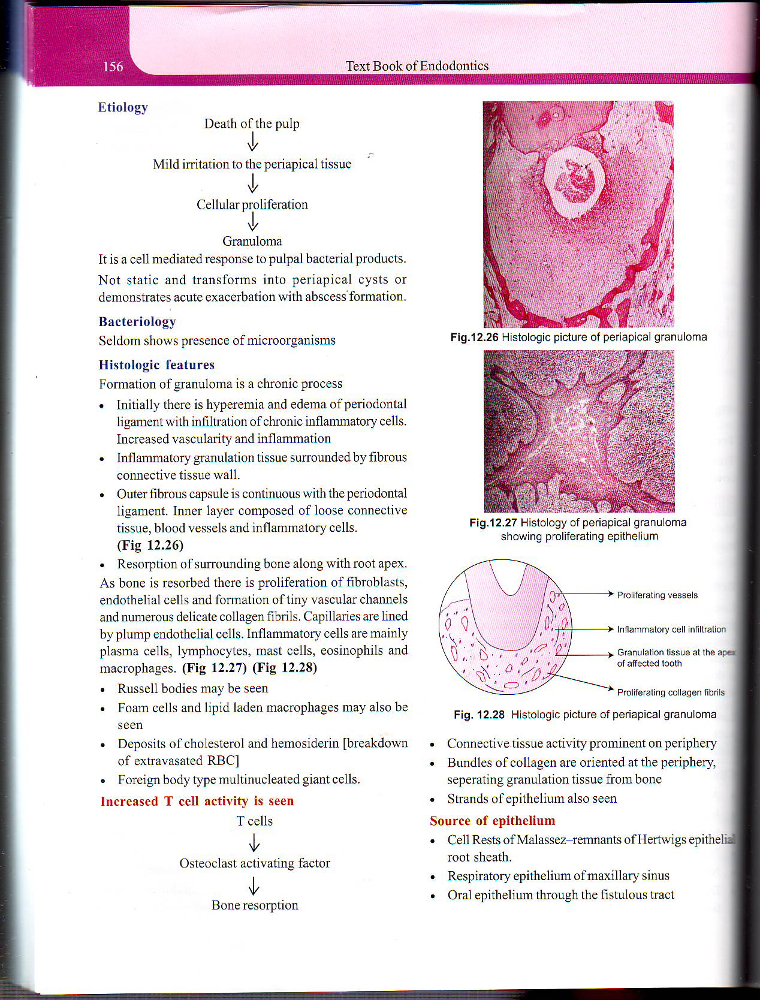 156
Text Book of Endodontics
Etiology
Death of the pulp
Mild irritation to the periapical tissue
Cellular proliferation
Granuloma
It is a cell mediated response to pulpal bacterial products.
Not static and transforms into periapical cysts or
demonstrates acute exacerbation with abscess formation.
Bacteriology
Seldom shows presence of microorganisms
Histologic features
Formation of granuloma is a chronic process
• Initially there is hyperemia and edema of periodontal
ligament with infiltration of chronic inflammatory cells.
Increased vascularity and inflammation
• Inflammatory granulation tissue surrounded by fibrous
connective tissue wall.
• Outer fibrous capsule is continuous with the periodontal
ligament. Inner layer composed of loose connective
tissue, blood vessels and inflammatory cells.
(Fig 12.26)
• Resorption of surrounding bone along with root apex.
As bone is resorbed there is proliferation of fibroblasts,
endothelial cells and formation of tiny vascular channels
and numerous delicate collagen fibrils. Capillaries are lined
by plump endothelial cells. Inflammatory cells are mainly
plasma cells, lymphocytes, mast cells, eosinophils and
macrophages. (Fig 12.27) (Fig 12.28)
• Russell bodies may be seen
• Foam cells and lipid laden macrophages may also be
seen
• Deposits of cholesterol and hemosiderin [breakdown
of extravasated RBC]
• Foreign body type multinucleated giant cells.
Increased T cell activity is seen
T cells
Osteoclast activating factor
Bone resorption
Fig.12.26 Histologic picture of periapical granuloma
Fig.12.27 Histology of periapical granuloma
showing proliferating epithelium
Proliferating vessels
Inflammatory cell infiltration
Granulation tissue at the apex
of affected tooth
Proliferating collagen fibrils
Fig. 12.28 Histologic picture of periapical granuloma
• Connective tissue activity prominent on periphery
• Bundles of collagen are oriented at the periphery,
seperating granulation tissue from bone
• Strands of epithelium also seen
Source of epithelium
• Cell Rests of Malassez–remnants of Hertwigs epithelial
root sheath.
• Respiratory epithelium of maxillary sinus
• Oral epithelium through the fistulous tract